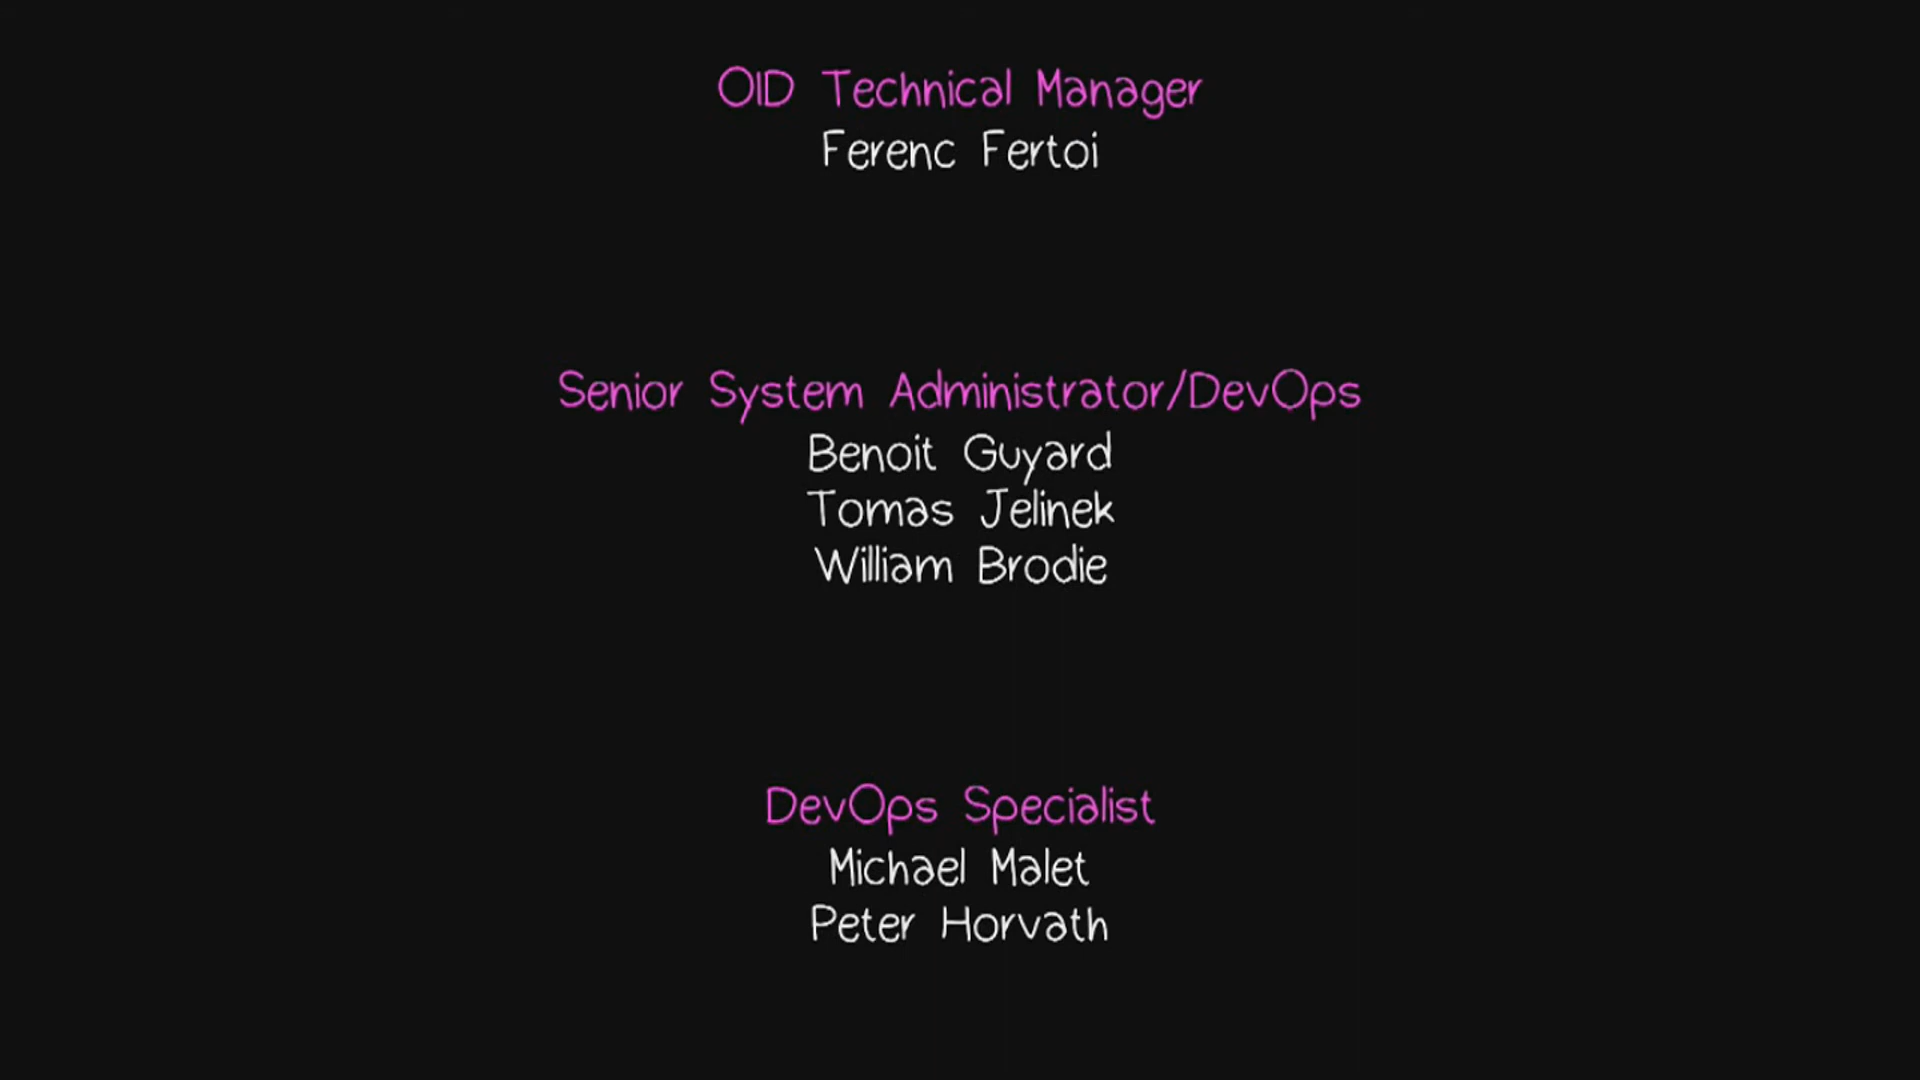 OID Technical Manager
Ferenc Fertoi
Senior System Administrator/DevOps
Benoit Guyard
Tomas Jelinek
William Brodie
DevOps Specialist
Michael Malet
Peter Horvath